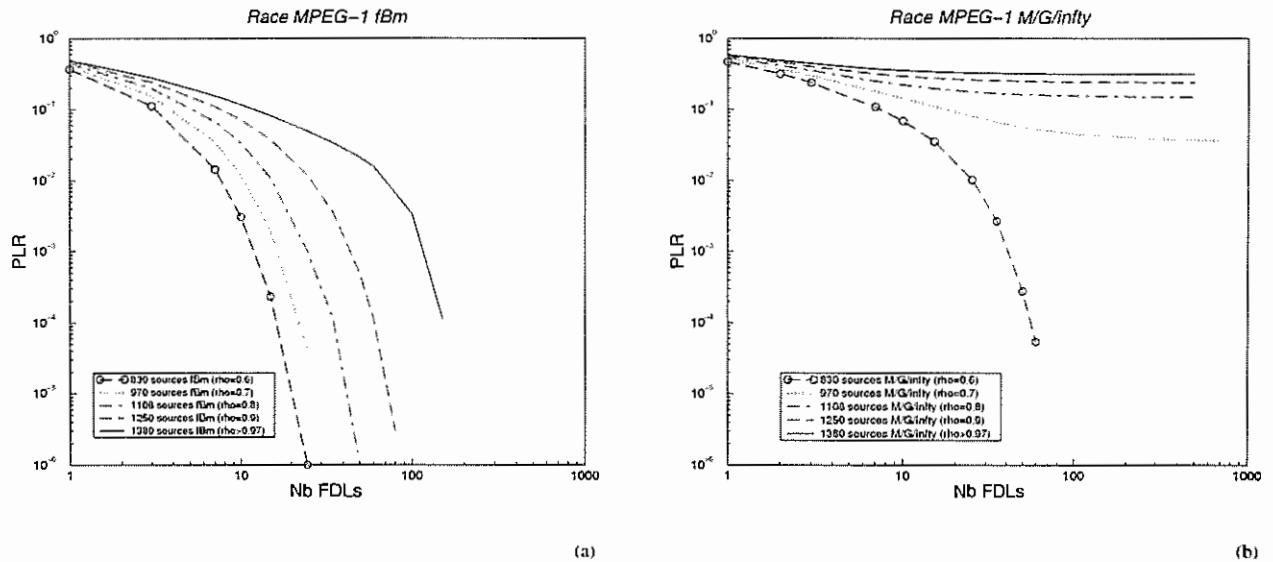 Race MPEG-1 fBm
10⁰
10⁻¹
10⁻²
10⁻³
10⁻⁴
10⁻⁵
10⁻⁶
PLR
830 sources fBm (rho=0.6)
970 sources fBm (rho=0.7)
1108 sources fBm (rho=0.8)
1250 sources fBm (rho=0.9)
1380 sources fBm (rho>0.97)
1 10 100 1000
Nb FDLs
(a)
Race MPEG-1 M/G/infty
10⁰
10⁻¹
10⁻²
10⁻³
10⁻⁴
10⁻⁵
10⁻⁶
PLR
830 sources M/G/infty (rho=0.6)
970 sources M/G/infty (rho=0.7)
1108 sources M/G/infty (rho=0.8)
1250 sources M/G/infty (rho=0.9)
1380 sources M/G/infty (rho>0.97)
1 10 100 1000
Nb FDLs
(b)